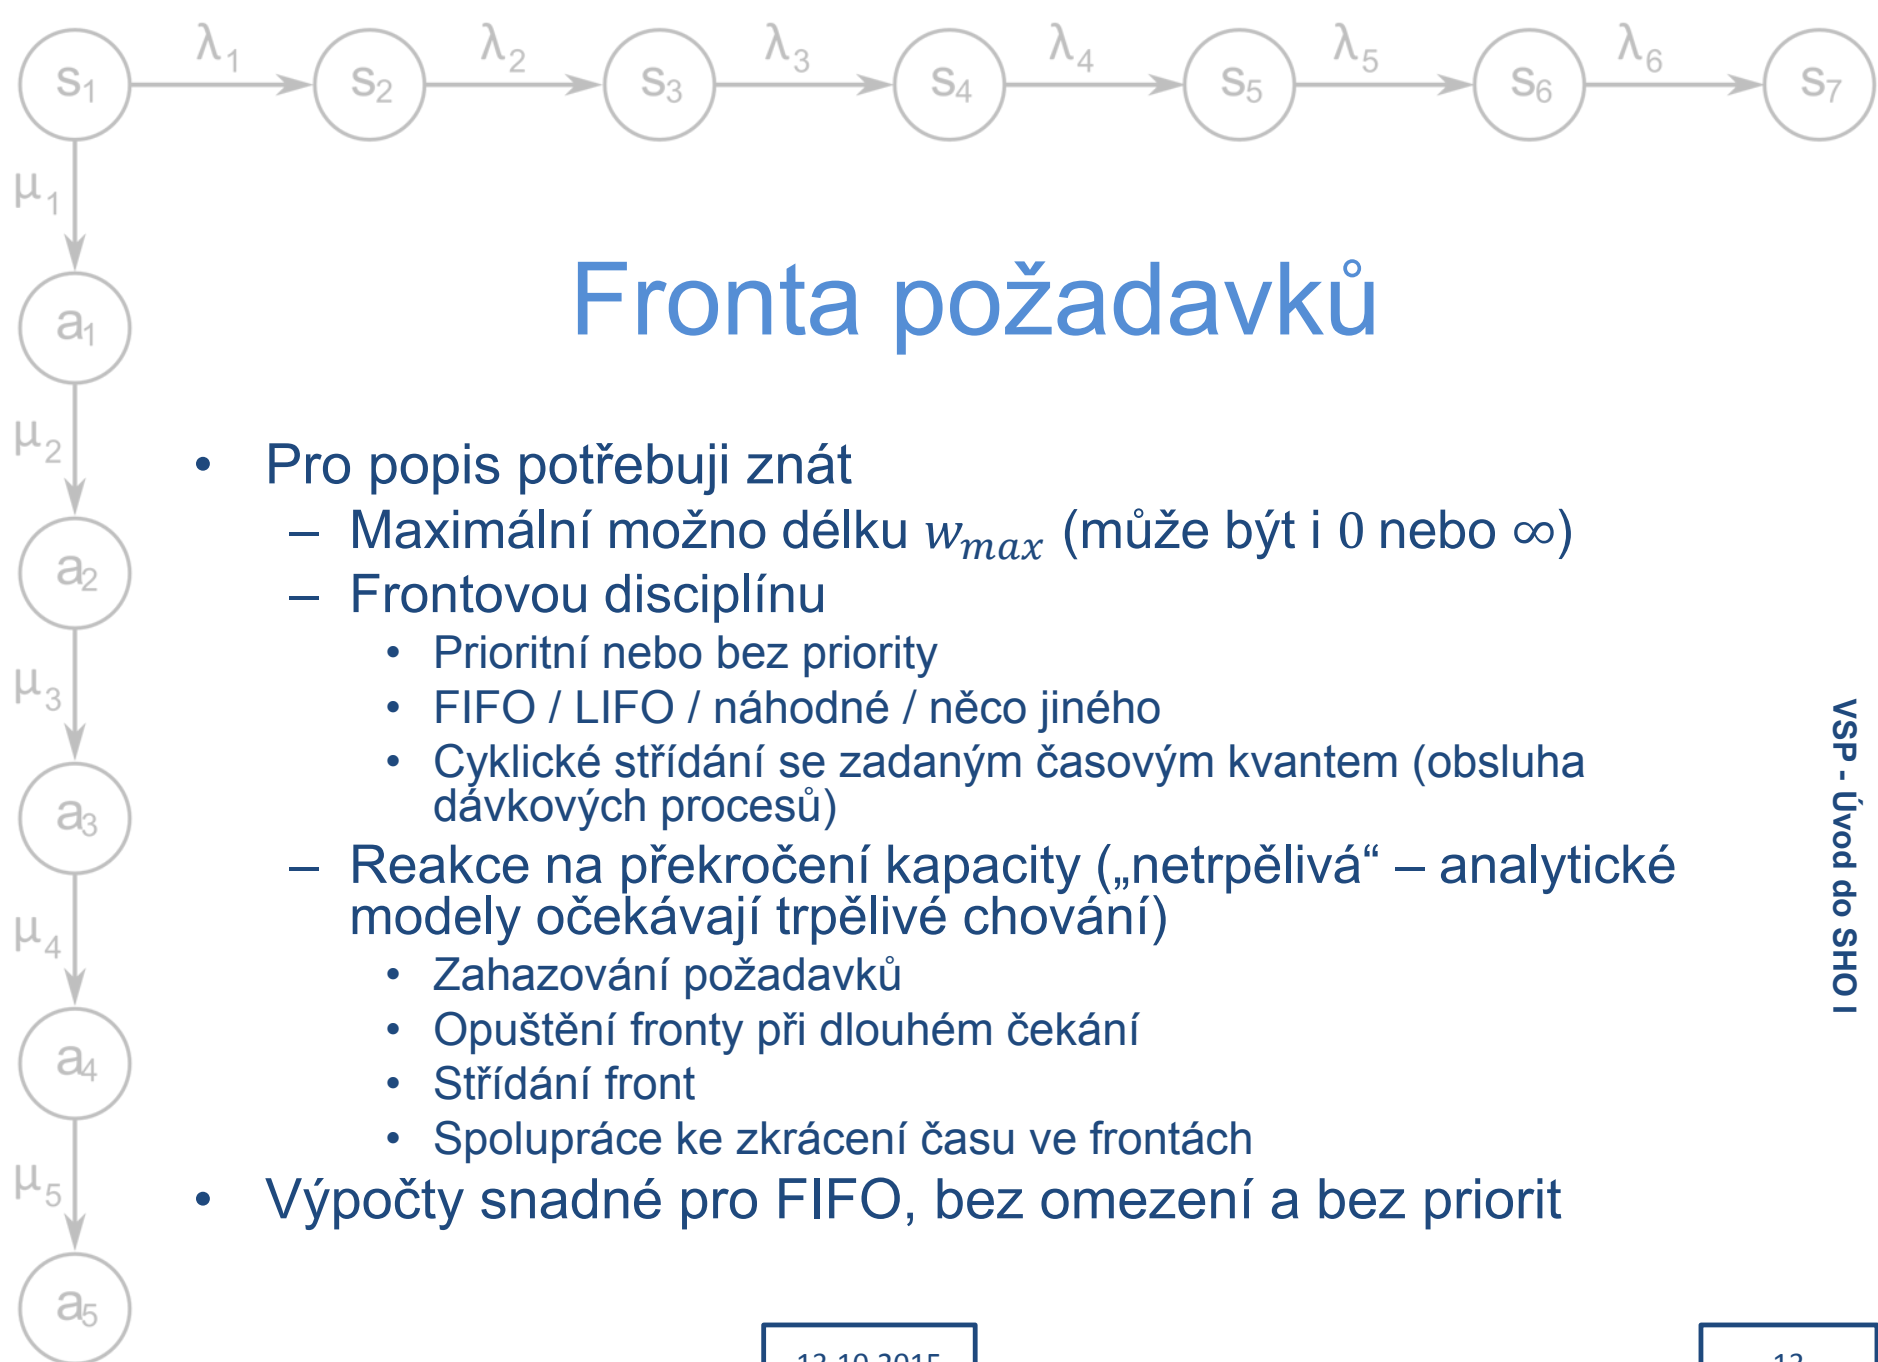 s1 λ1 s2 λ2 s3 λ3 s4 λ4 s5 λ5 s6 λ6 s7
μ1
a1
μ2
a2
μ3
a3
μ4
a4
μ5
a5
Fronta požadavků
• Pro popis potřebuji znát
– Maximální možno délku wmax (může být i 0 nebo ∞)
– Frontovou disciplínu
• Prioritní nebo bez priority
• FIFO / LIFO / náhodné / něco jiného
• Cyklické střídání se zadaným časovým kvantem (obsluha
dávkových procesů)
– Reakce na překročení kapacity („netrpělivá“ – analytické
modely očekávají trpělivé chování)
• Zahazování požadavků
• Opuštění fronty při dlouhém čekání
• Střídání front
• Spolupráce ke zkrácení času ve frontách
• Výpočty snadné pro FIFO, bez omezení a bez priorit
VSP - Úvod do SHO I